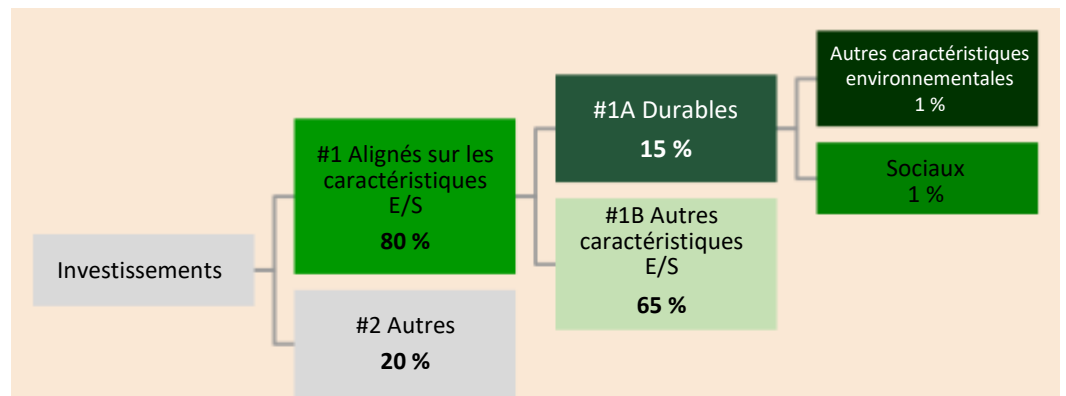 Investissements
#1 Alignés sur les
caractéristiques
E/S
80 %
#2 Autres
20 %
#1A Durables
15 %
#1B Autres
caractéristiques
E/S
65 %
Autres caractéristiques
environnementales
1 %
Sociaux
1 %